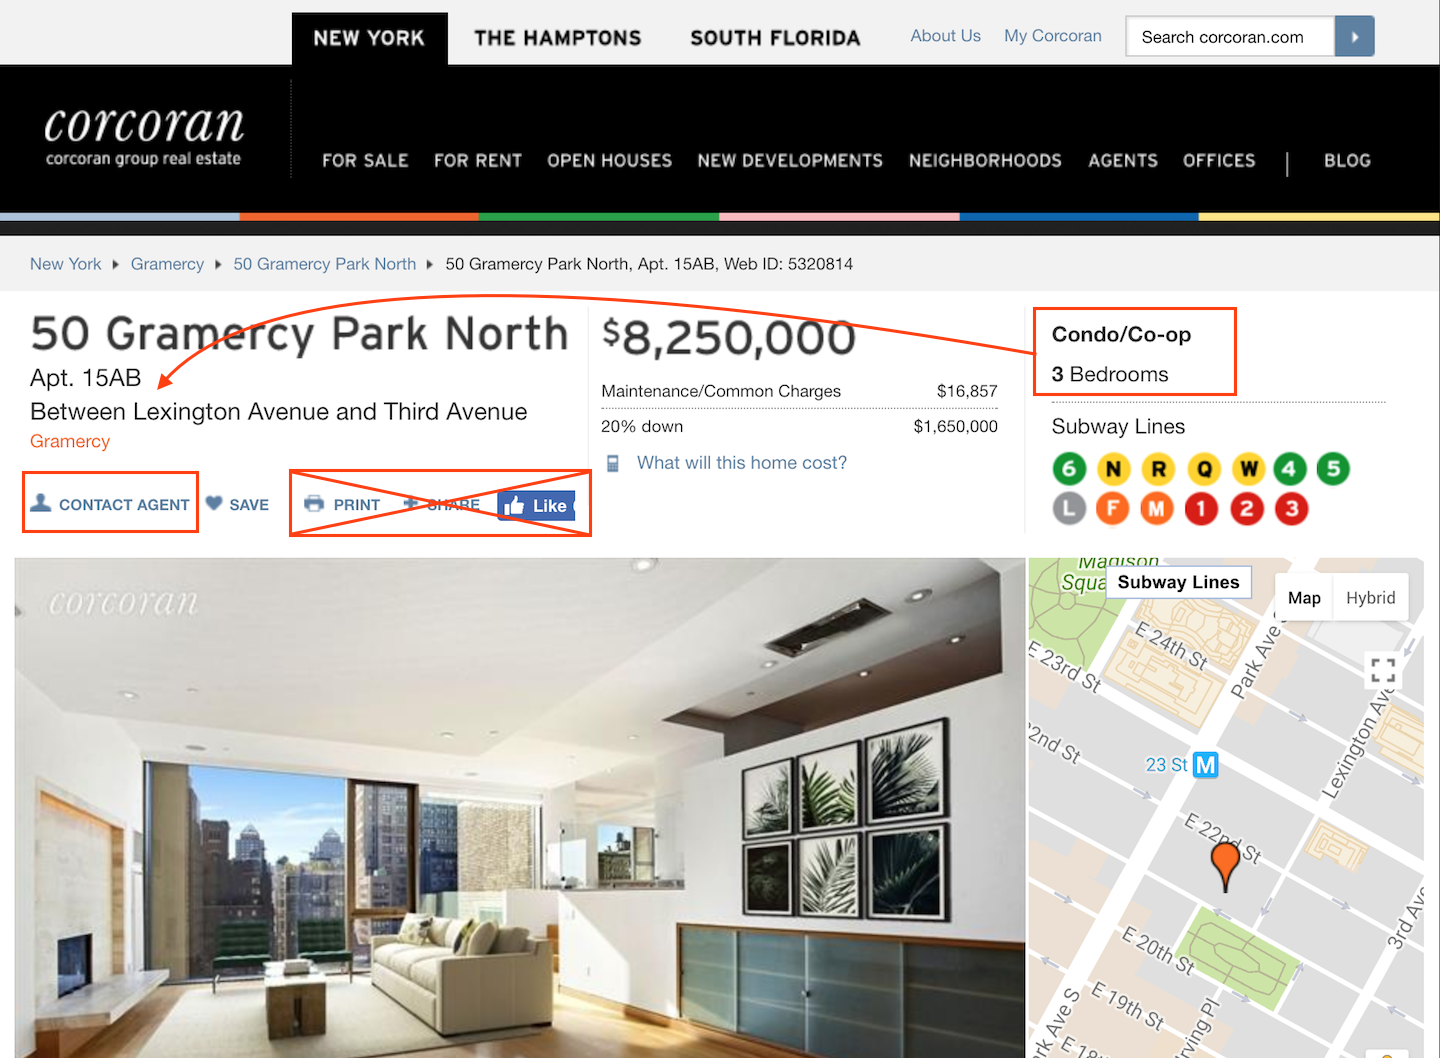 NEW YORK THE HAMPTONS SOUTH FLORIDA About Us My Corcoran Search corcoran.com
corcoran
corcoran group real estate
FOR SALE FOR RENT OPEN HOUSES NEW DEVELOPMENTS NEIGHBORHOODS AGENTS OFFICES | BLOG
New York Gramercy 50 Gramercy Park North 50 Gramercy Park North, Apt. 15AB, Web ID: 5320814
50 Gramercy Park North
Apt. 15AB
Between Lexington Avenue and Third Avenue
Gramercy
CONTACT AGENT SAVE PRINT SHARE Like
$8,250,000
Maintenance/Common Charges $16,857
20% down $1,650,000
What will this home cost?
Condo/Co-op
3 Bedrooms
Subway Lines
6 N R Q W 4 5
L F M 1 2 3
corcoran
Madison
Squa
Subway Lines
Map Hybrid
E 24th St
E 23rd St
Park Ave S
Lexington Ave
2nd St
23 St M
E 22nd St
3rd Ave
E 20th St
E 19th St
Irving Pl
Park Ave S
E 18